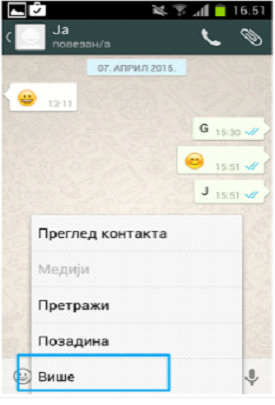 16.51
Ја
повезан/а
07. АПРИЛ 2015.
13:11
G 15:30
15:51
J 15:51
Преглед контакта
Медији
Претражи
Позадина
Више